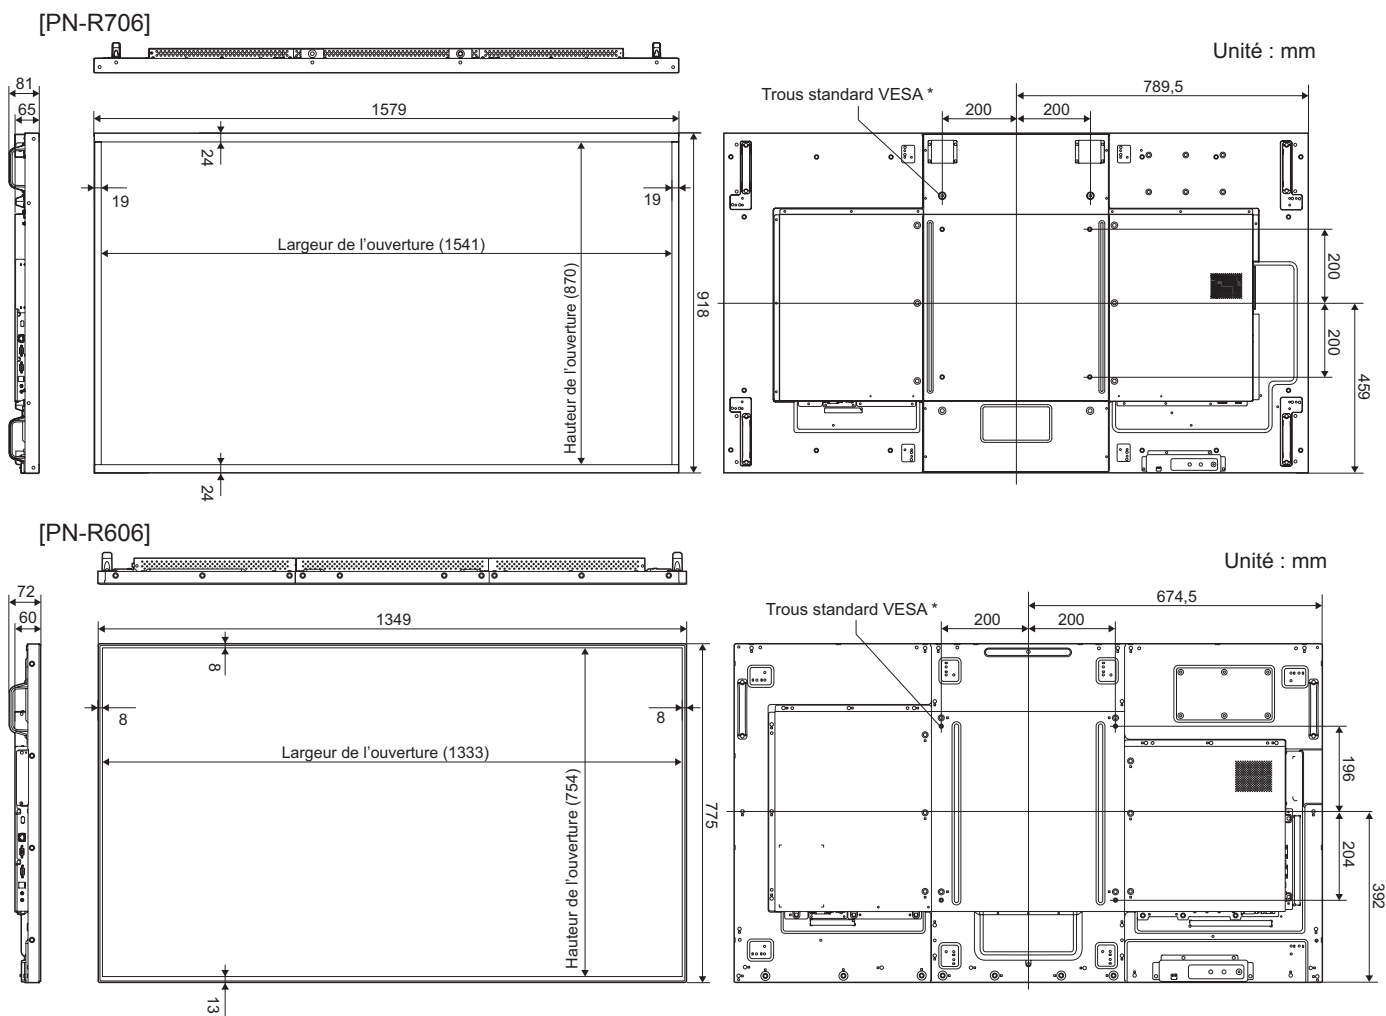 [PN-R706]
Unité : mm
81
65
1579
24
19
19
Largeur de l'ouverture (1541)
Hauteur de l'ouverture (870)
918
24
Trous standard VESA *
200
200
789,5
200
200
459
[PN-R606]
Unité : mm
72
60
1349
8
8
8
Largeur de l'ouverture (1333)
Hauteur de l'ouverture (754)
775
13
Trous standard VESA *
200
200
674,5
196
204
392